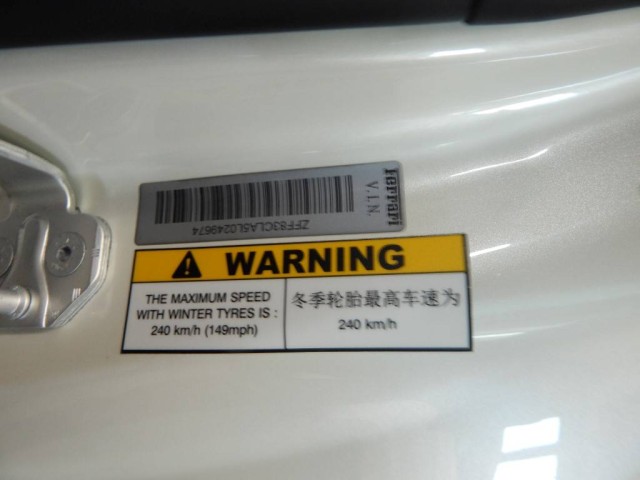 Ferrari
V.I.N.
ZFF83CLA5L0249674
WARNING
THE MAXIMUM SPEED
WITH WINTER TYRES IS :
240 km/h (149mph)
冬季轮胎最高车速为
240 km/h